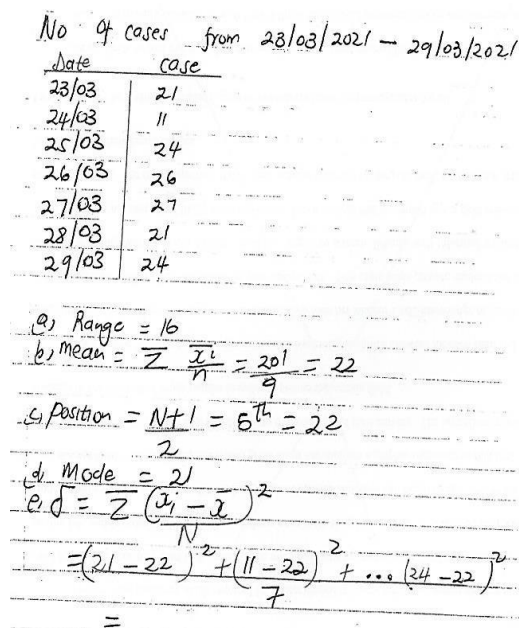 No of cases from 23/03/2021 - 29/03/2021
Date case
23/03 21
24/03 11
25/03 24
26/03 26
27/03 27
28/03 21
29/03 24
a) Range = 16
b) Mean = Σ xi/n = 201/9 = 22
c) Position = N+1/2 = 5th = 22
d) Mode = 21
e) δ = Σ (xi - x̄)²/N
= (21 - 22)² + (11 - 22)² + ... (24 - 22)²/7
=